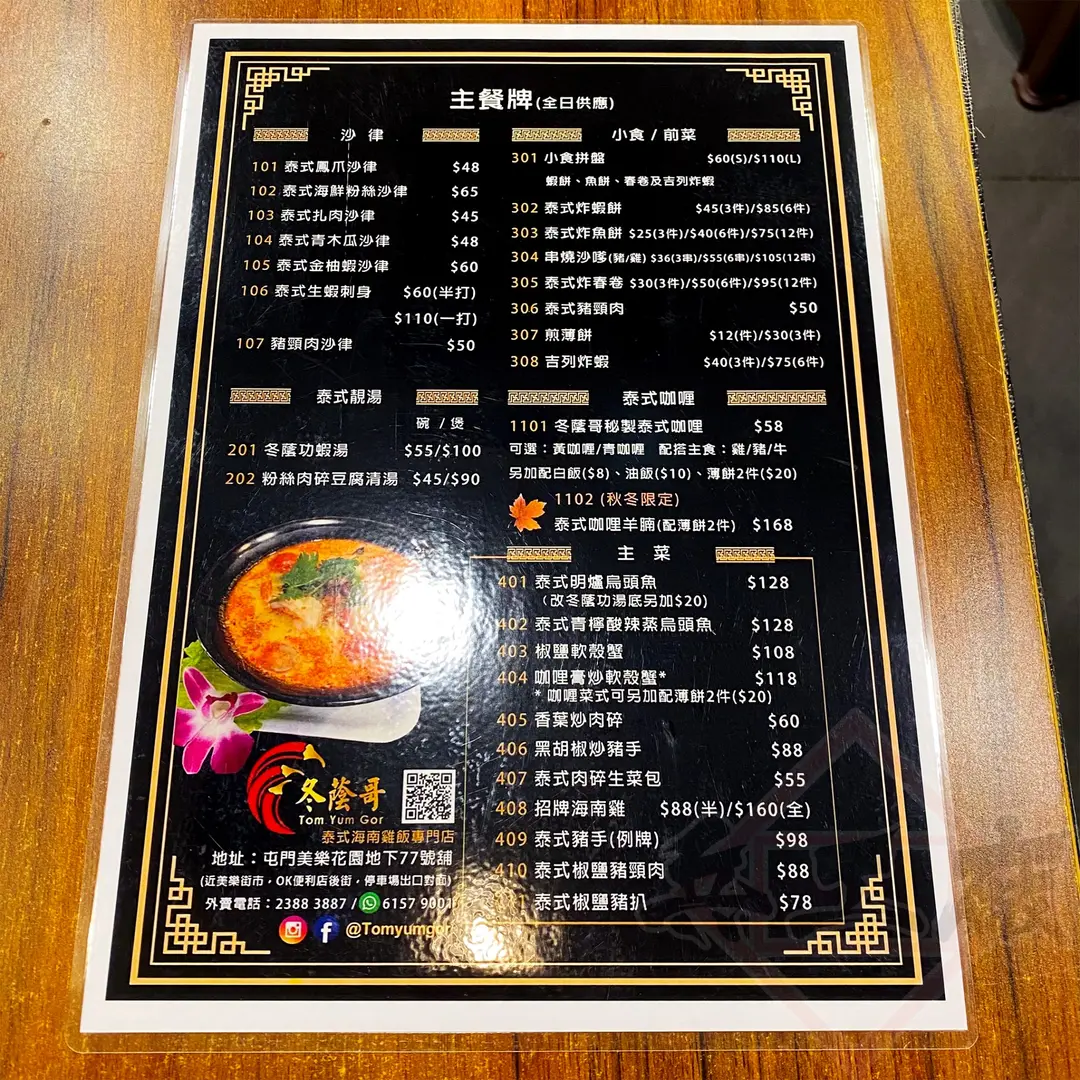 主餐牌(全日供應)
沙 律
101 泰式鳳爪沙律 $48
102 泰式海鮮粉絲沙律 $65
103 泰式扎肉沙律 $45
104 泰式青木瓜沙律 $48
105 泰式金柚蝦沙律 $60
106 泰式生蝦刺身 $60(半打)
$110(一打)
107 豬頸肉沙律 $50
泰式靚湯
碗 / 煲
201 冬蔭功蝦湯 $55/$100
202 粉絲肉碎豆腐清湯 $45/$90
小食 / 前菜
301 小食拼盤 $60(S)/$110(L)
蝦餅、魚餅、春卷及吉列炸蝦
302 泰式炸蝦餅 $45(3件)/$85(6件)
303 泰式炸魚餅 $25(3件)/$40(6件)/$75(12件)
304 串燒沙嗲(豬/雞) $36(3串)/$55(6串)/$105(12串)
305 泰式炸春卷 $30(3件)/$50(6件)/$95(12件)
306 泰式豬頸肉 $50
307 煎薄餅 $12(件)/$30(3件)
308 吉列炸蝦 $40(3件)/$75(6件)
泰式咖喱
1101 冬蔭哥秘製泰式咖喱 $58
可選：黃咖喱/青咖喱 配搭主食：雞/豬/牛
另加配白飯($8)、油飯($10)、薄餅2件($20)
1102 (秋冬限定)
泰式咖哩羊腩(配薄餅2件) $168
主 菜
401 泰式明爐烏頭魚 $128
(改冬蔭功湯底另加$20)
402 泰式青檸酸辣蒸烏頭魚 $128
403 椒鹽軟殼蟹 $108
404 咖哩膏炒軟殼蟹* $118
* 咖喱菜式可另加配薄餅2件($20)
405 香葉炒肉碎 $60
406 黑胡椒炒豬手 $88
407 泰式肉碎生菜包 $55
408 招牌海南雞 $88(半)/$160(全)
409 泰式豬手(例牌) $98
410 泰式椒鹽豬頸肉 $88
泰式椒鹽豬扒 $78
冬蔭哥
Tom Yum Gor
泰式海南雞飯專門店
地址：屯門美樂花園地下77號舖
(近美樂街市，OK便利店後街，停車場出口對面)
外賣電話：2388 3887 / 6157 9001
@Tomyumgor